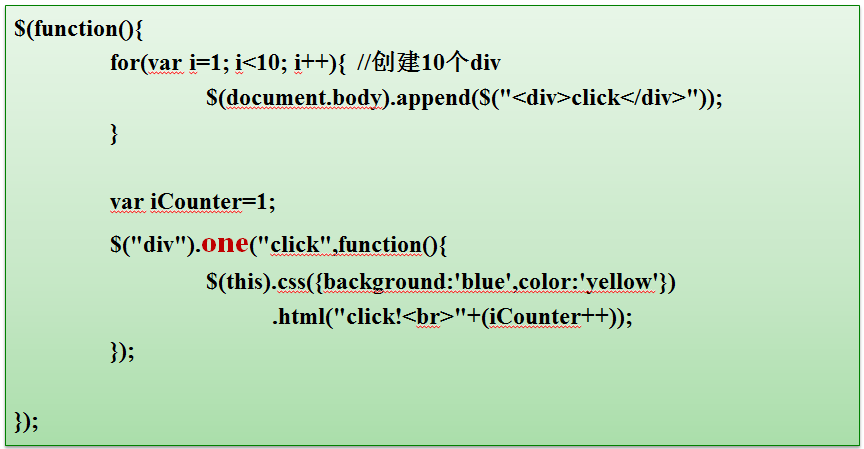 $(function(){
for(var i=1; i<10; i++){ //创建10个div
$(document.body).append($("<div>click</div>"));
}
var iCounter=1;
$("div").one("click",function(){
$(this).css({background:'blue',color:'yellow'})
.html("click!<br>"+(iCounter++));
});
});